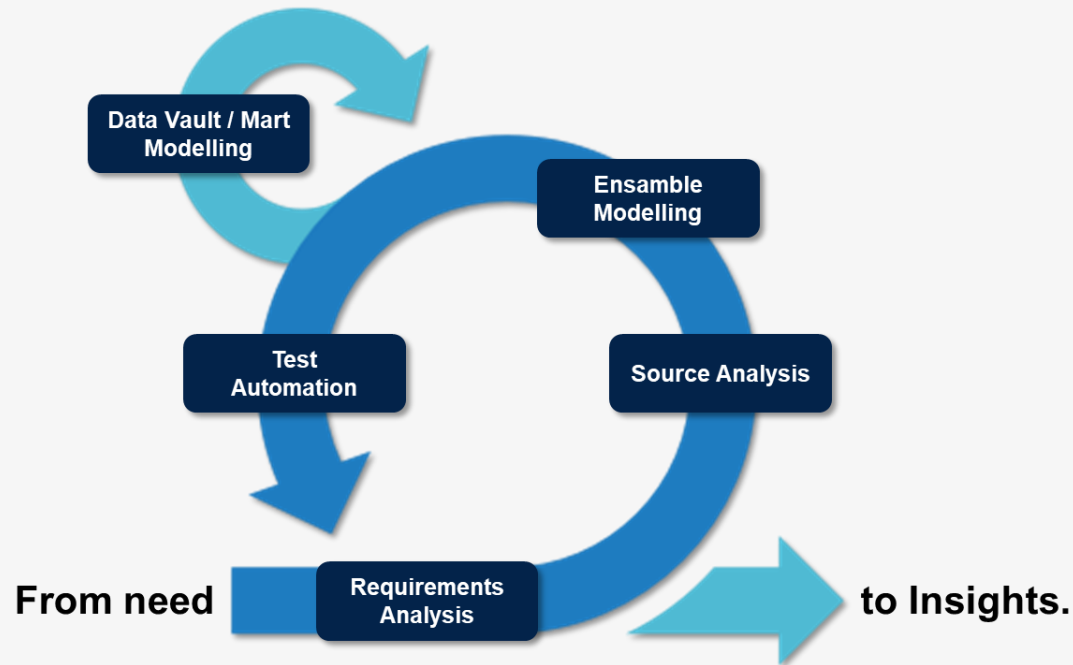 Data Vault / Mart
Modelling
Ensamble
Modelling
Test
Automation
Source Analysis
From need
Requirements
Analysis
to Insights.